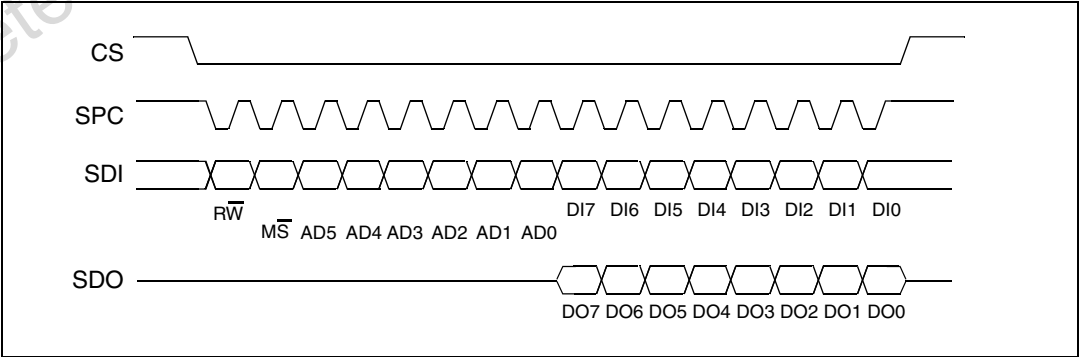 CS
SPC
SDI
RW̅ DI7 DI6 DI5 DI4 DI3 DI2 DI1 DI0
MS̅ AD5 AD4 AD3 AD2 AD1 AD0
SDO
DO7 DO6 DO5 DO4 DO3 DO2 DO1 DO0